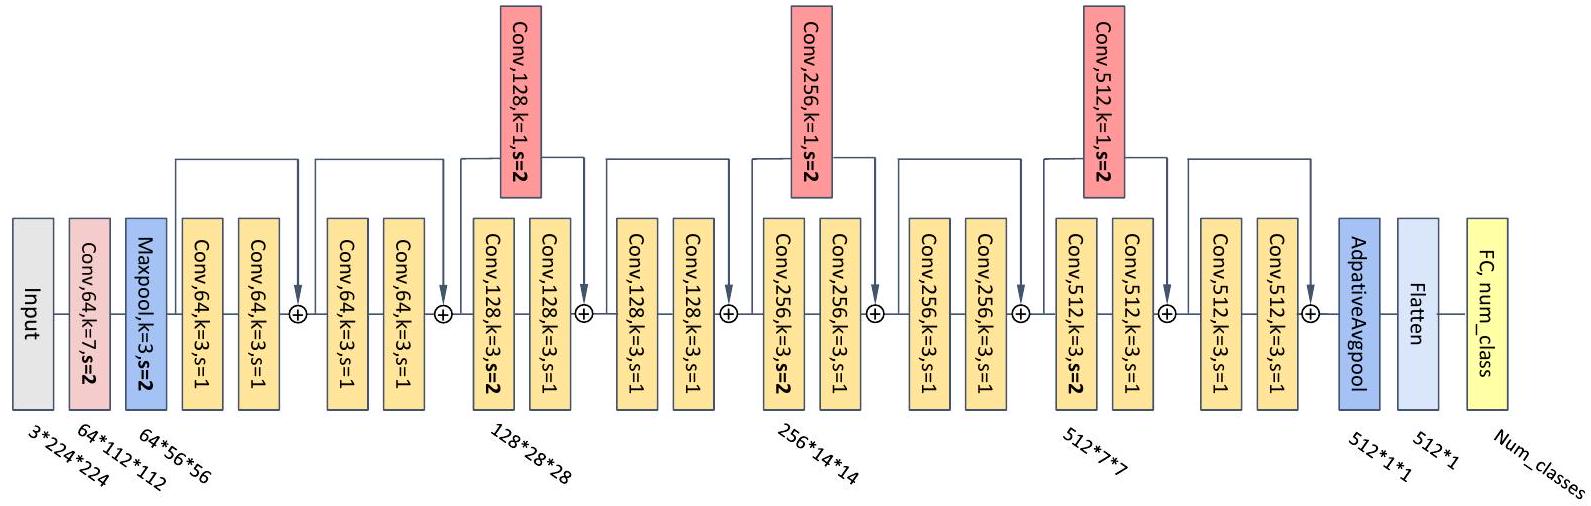 Conv,128,k=1,s=2
Conv,256,k=1,s=2
Conv,512,k=1,s=2
Input
Conv,64,k=7,s=2
Maxpool,k=3,s=2
Conv,64,k=3,s=1
Conv,64,k=3,s=1
Conv,64,k=3,s=1
Conv,64,k=3,s=1
Conv,128,k=3,s=2
Conv,128,k=3,s=1
Conv,128,k=3,s=1
Conv,128,k=3,s=1
Conv,256,k=3,s=2
Conv,256,k=3,s=1
Conv,256,k=3,s=1
Conv,256,k=3,s=1
Conv,512,k=3,s=2
Conv,512,k=3,s=1
Conv,512,k=3,s=1
Conv,512,k=3,s=1
AdpativeAvgpool
Flatten
FC, num_class
3*224*224
64*112*112
64*56*56
128*28*28
256*14*14
512*7*7
512*1*1
512*1
Num_classes